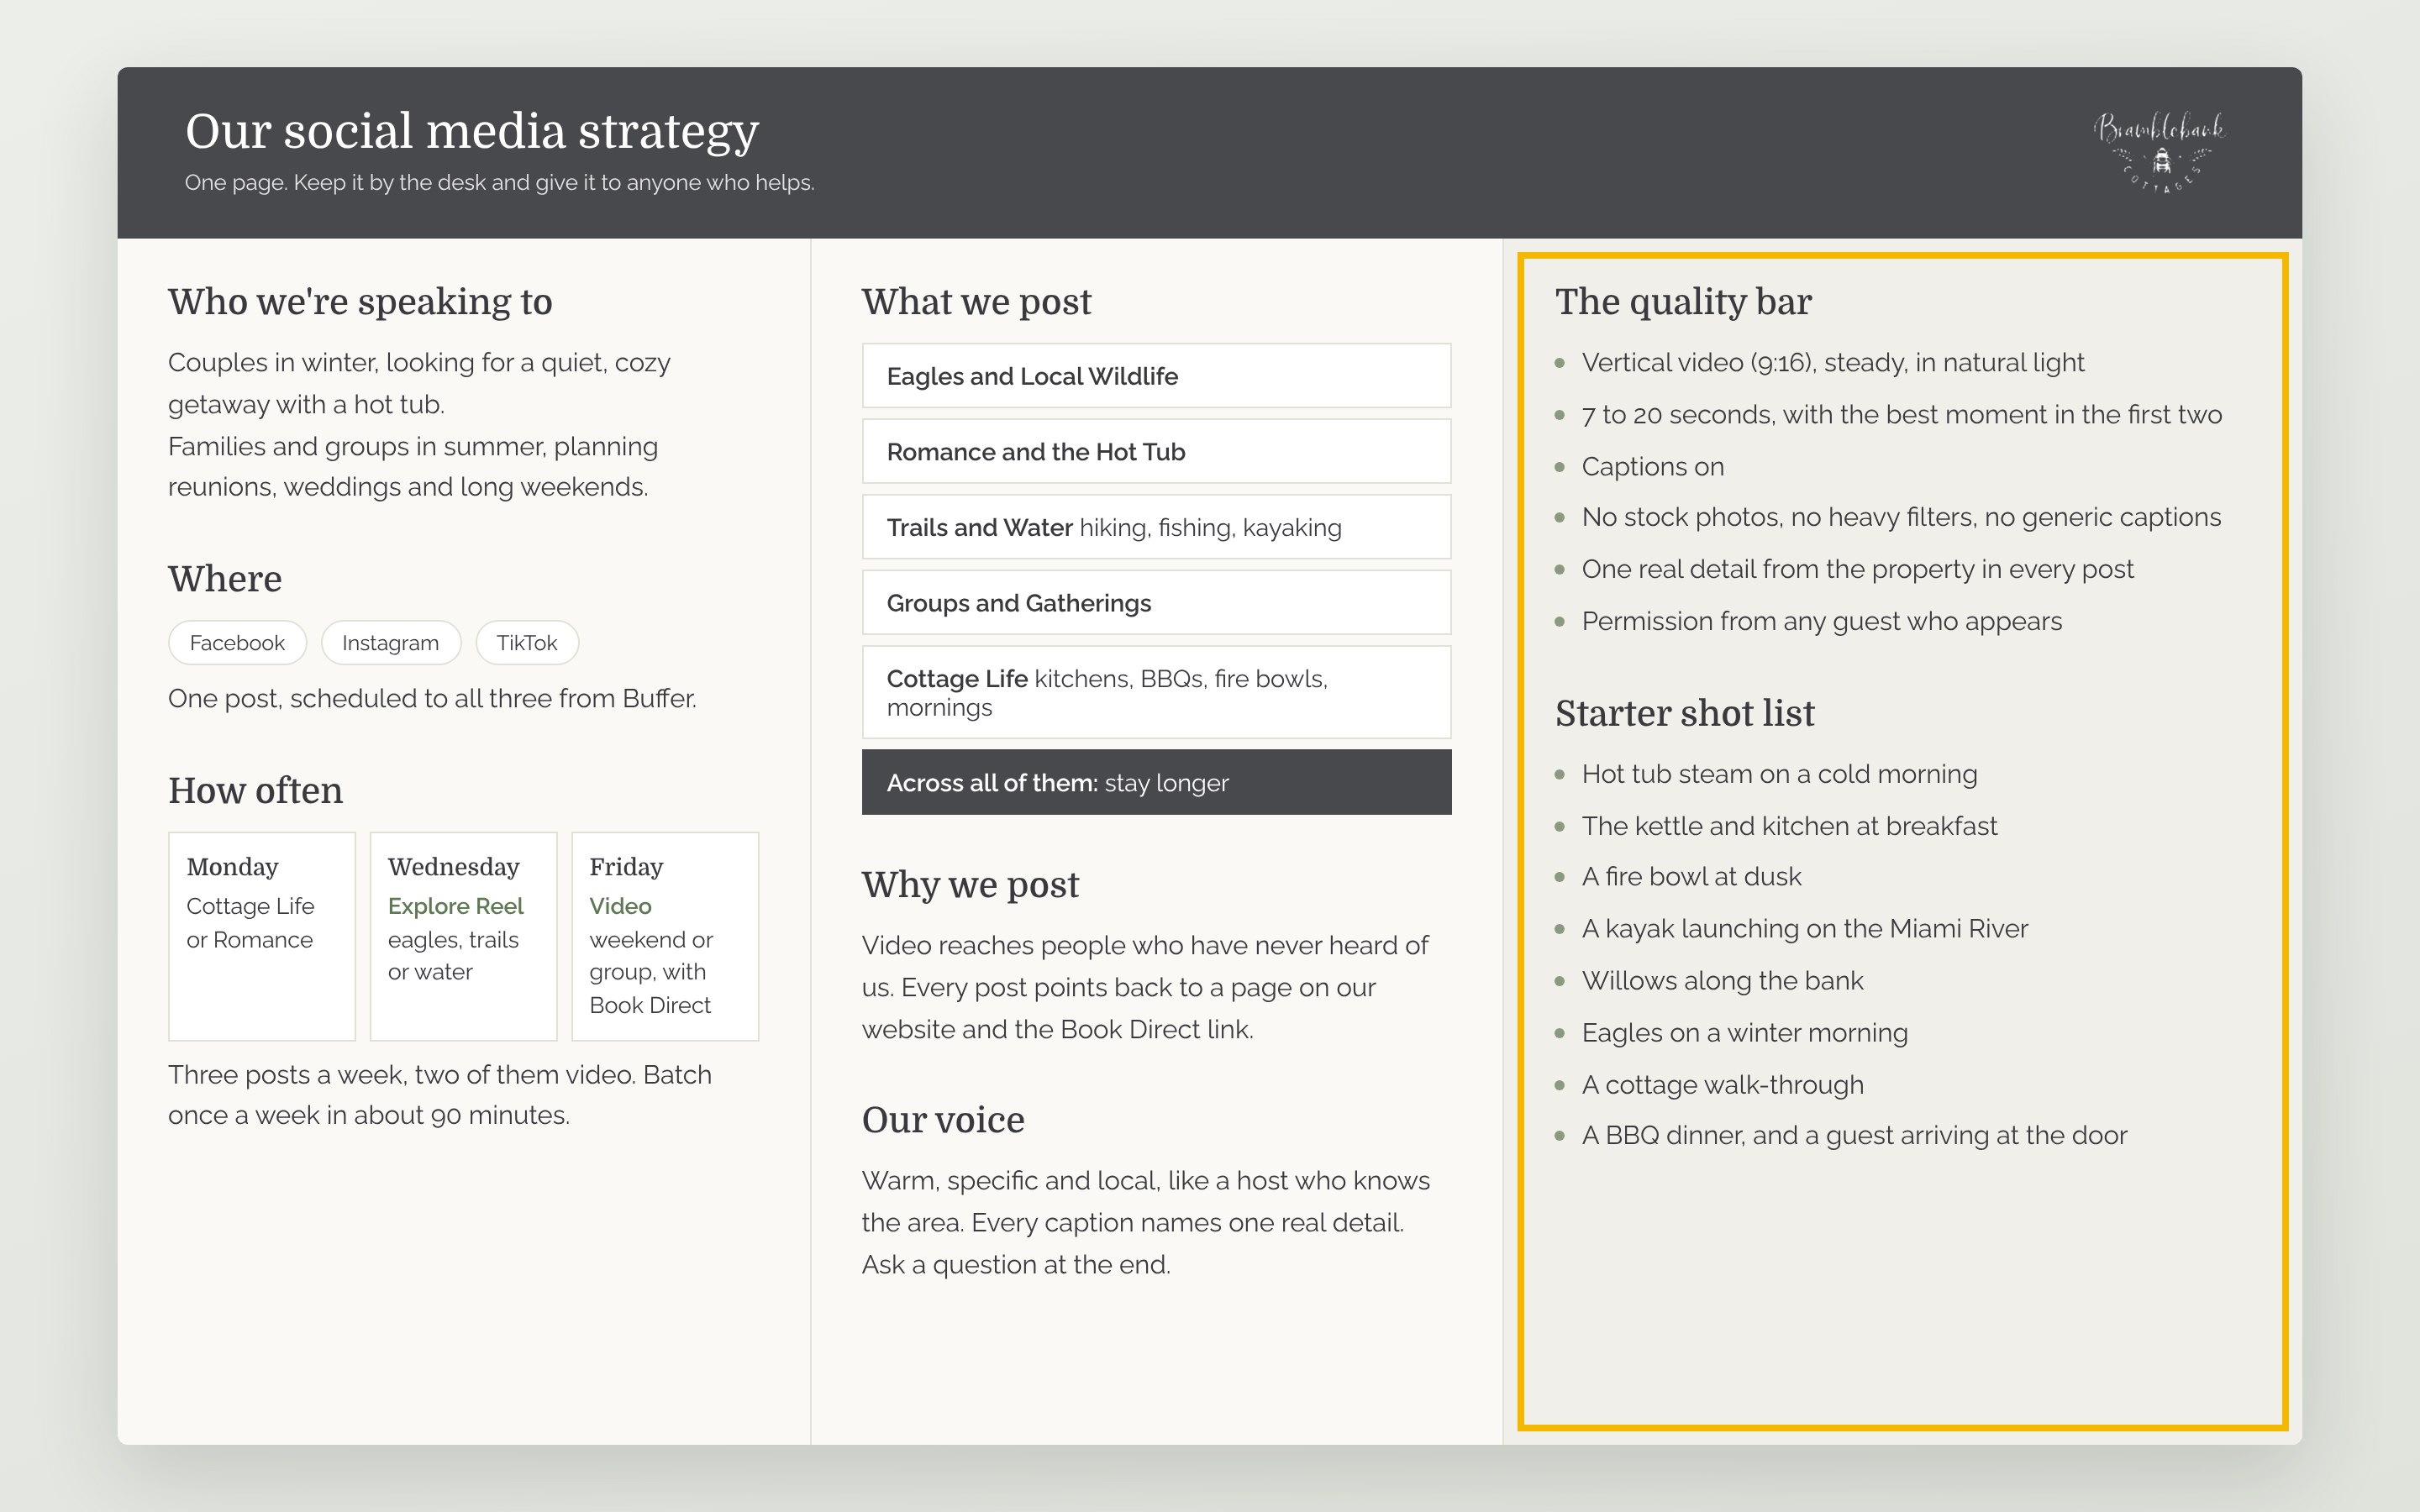 Our social media strategy
One page. Keep it by the desk and give it to anyone who helps.
Bramblebank
COTTAGES
Who we're speaking to
Couples in winter, looking for a quiet, cozy
getaway with a hot tub.
Families and groups in summer, planning
reunions, weddings and long weekends.
Where
Facebook
Instagram
TikTok
One post, scheduled to all three from Buffer.
How often
Monday
Cottage Life
or Romance
Wednesday
Explore Reel
eagles, trails
or water
Friday
Video
weekend or
group, with
Book Direct
Three posts a week, two of them video. Batch
once a week in about 90 minutes.
What we post
Eagles and Local Wildlife
Romance and the Hot Tub
Trails and Water hiking, fishing, kayaking
Groups and Gatherings
Cottage Life kitchens, BBQs, fire bowls,
mornings
Across all of them: stay longer
Why we post
Video reaches people who have never heard of
us. Every post points back to a page on our
website and the Book Direct link.
Our voice
Warm, specific and local, like a host who knows
the area. Every caption names one real detail.
Ask a question at the end.
The quality bar
Vertical video (9:16), steady, in natural light
7 to 20 seconds, with the best moment in the first two
Captions on
No stock photos, no heavy filters, no generic captions
One real detail from the property in every post
Permission from any guest who appears
Starter shot list
Hot tub steam on a cold morning
The kettle and kitchen at breakfast
A fire bowl at dusk
A kayak launching on the Miami River
Willows along the bank
Eagles on a winter morning
A cottage walk-through
A BBQ dinner, and a guest arriving at the door